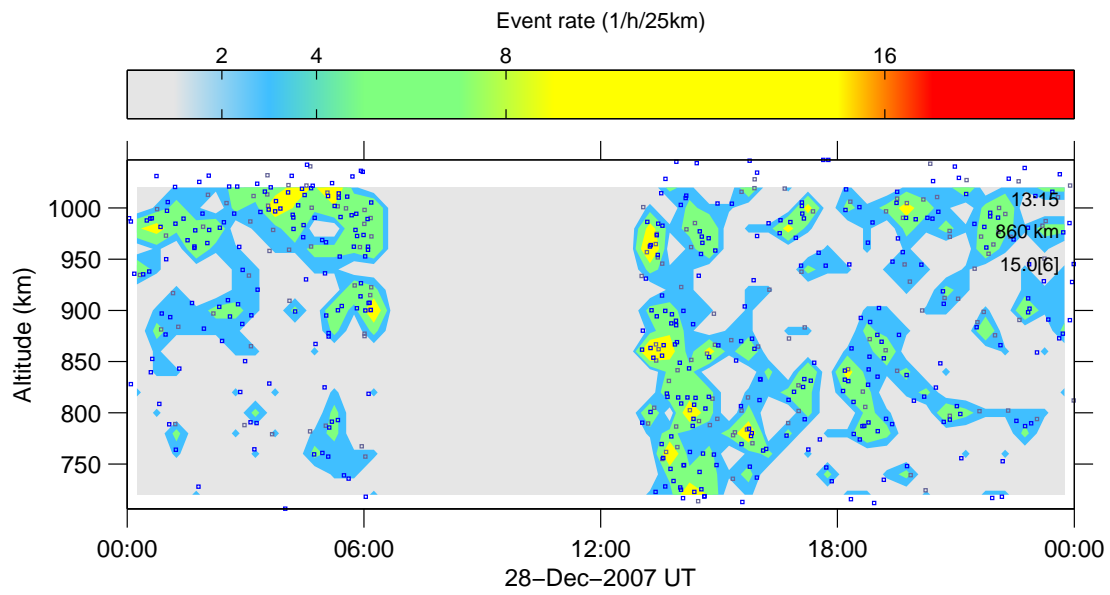 Event rate (1/h/25km)
2 4 8 16
1000
950
900
850
800
750
Altitude (km)
13:15
860 km
15.0[6]
00:00 06:00 12:00 18:00 00:00
28−Dec−2007 UT